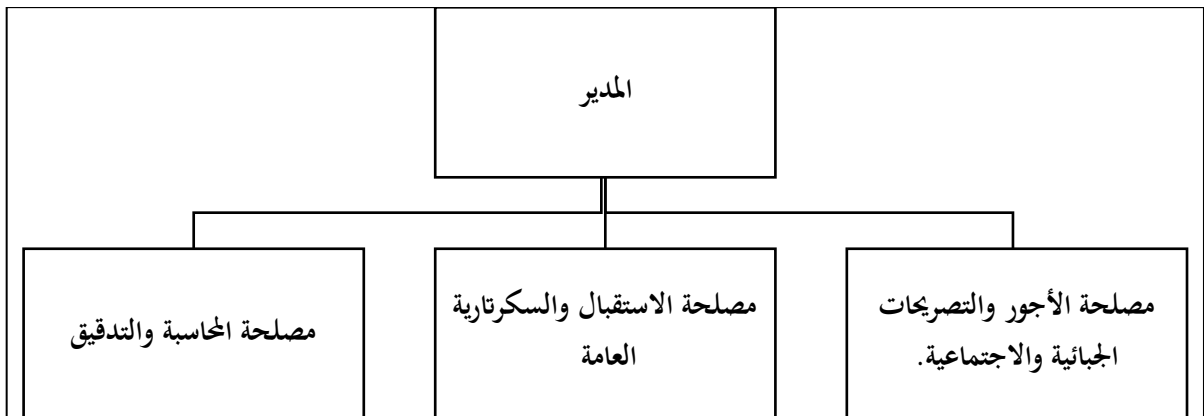 المدير
مصلحة الأجور والتصريحات
الجبائية والاجتماعية.
مصلحة الاستقبال والسكرتارية
العامة
مصلحة المحاسبة والتدقيق